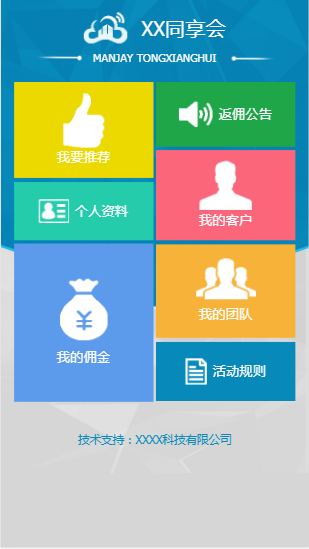 XX同享会
MANJAY TONGXIANGHUI
我要推荐
返佣公告
个人资料
我的客户
我的佣金
我的团队
活动规则
技术支持：XXXX科技有限公司